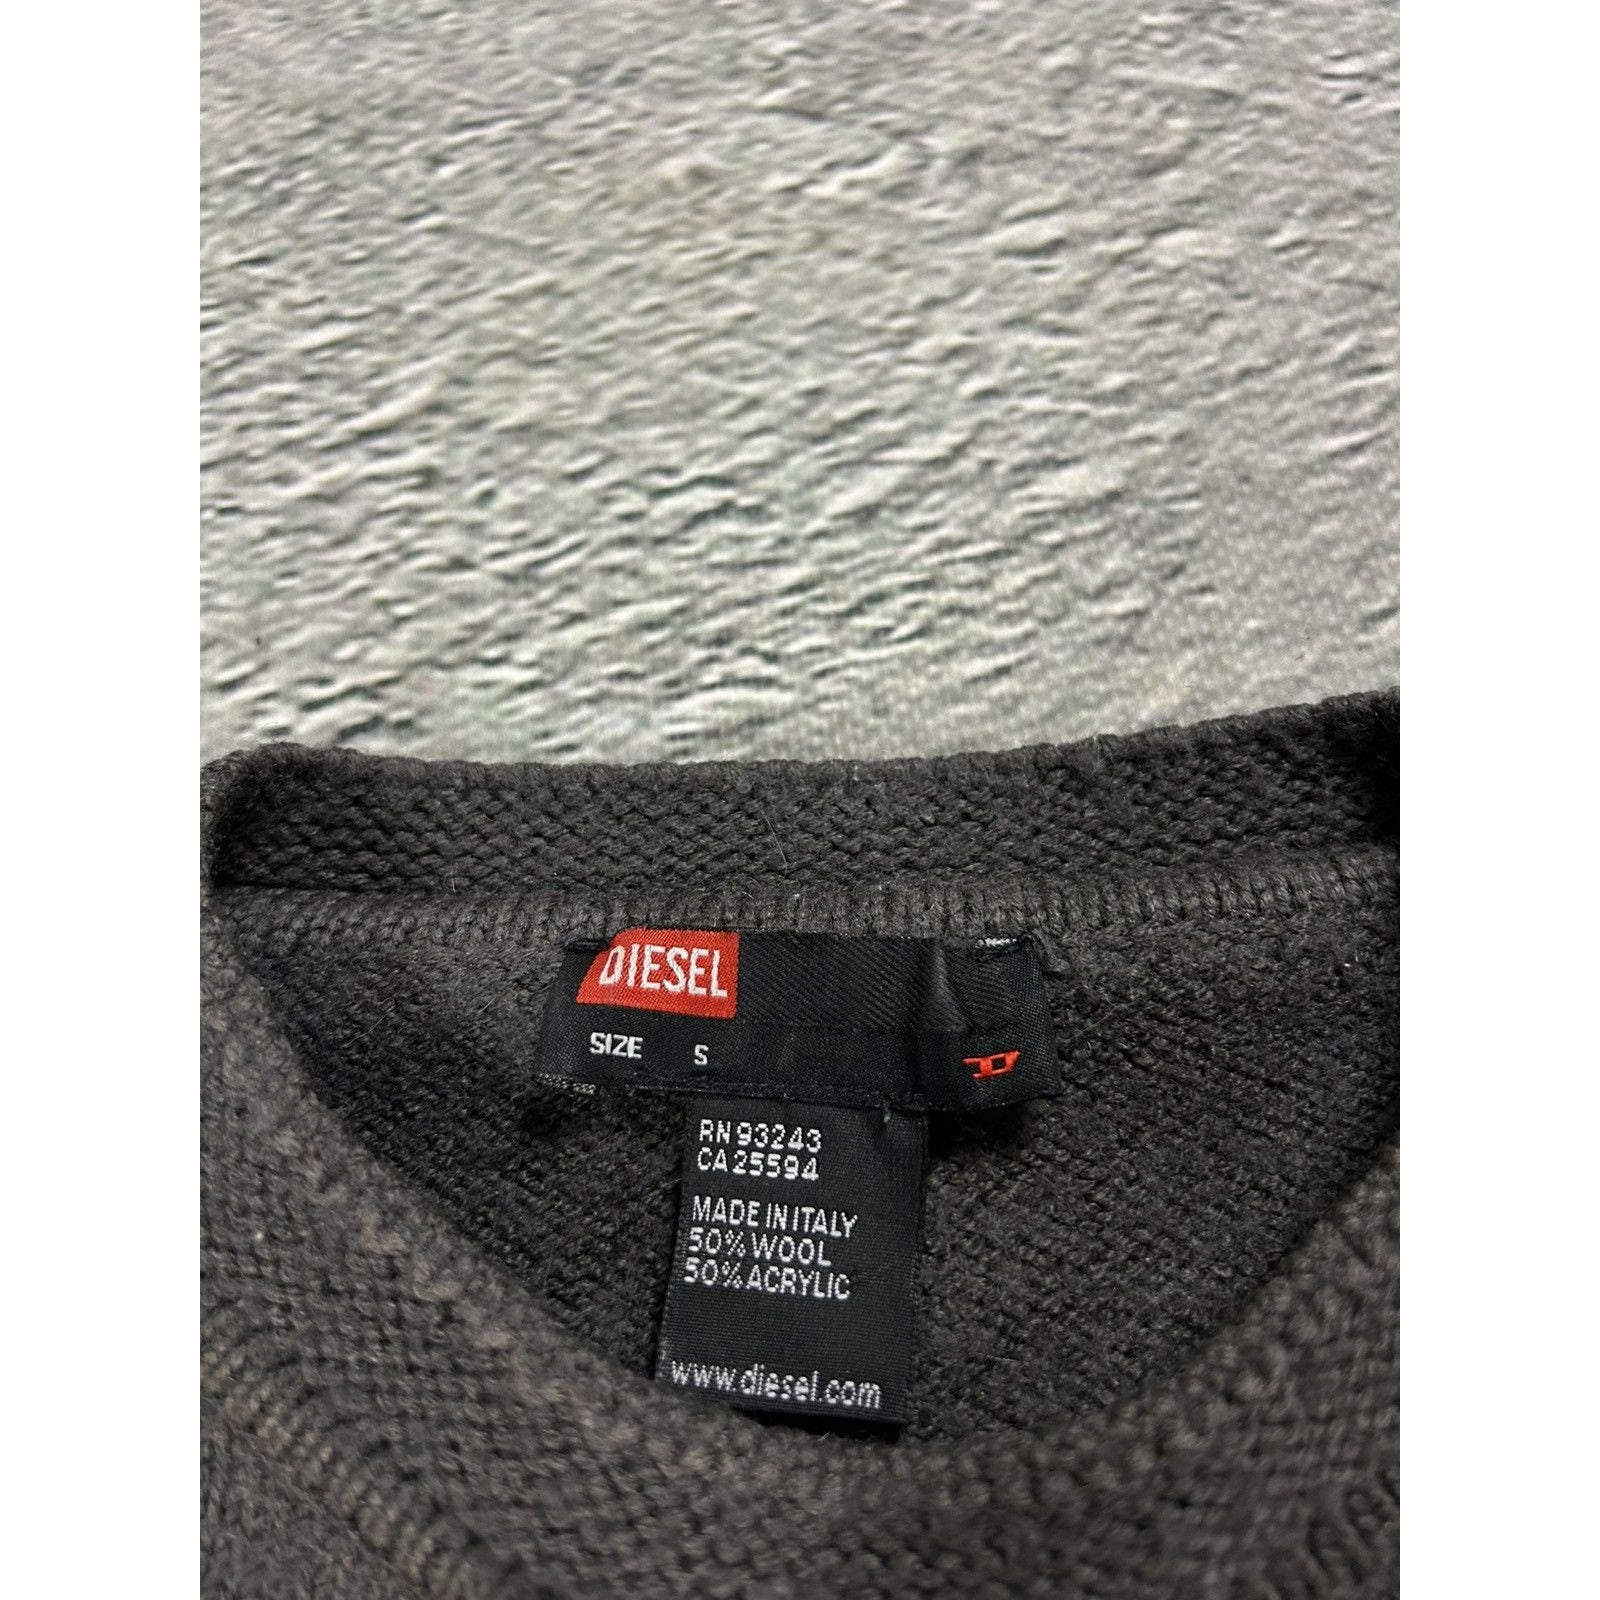 DIESEL
SIZE S
RN 93243
CA 25594
MADE IN ITALY
50% WOOL
50% ACRYLIC
www.diesel.com